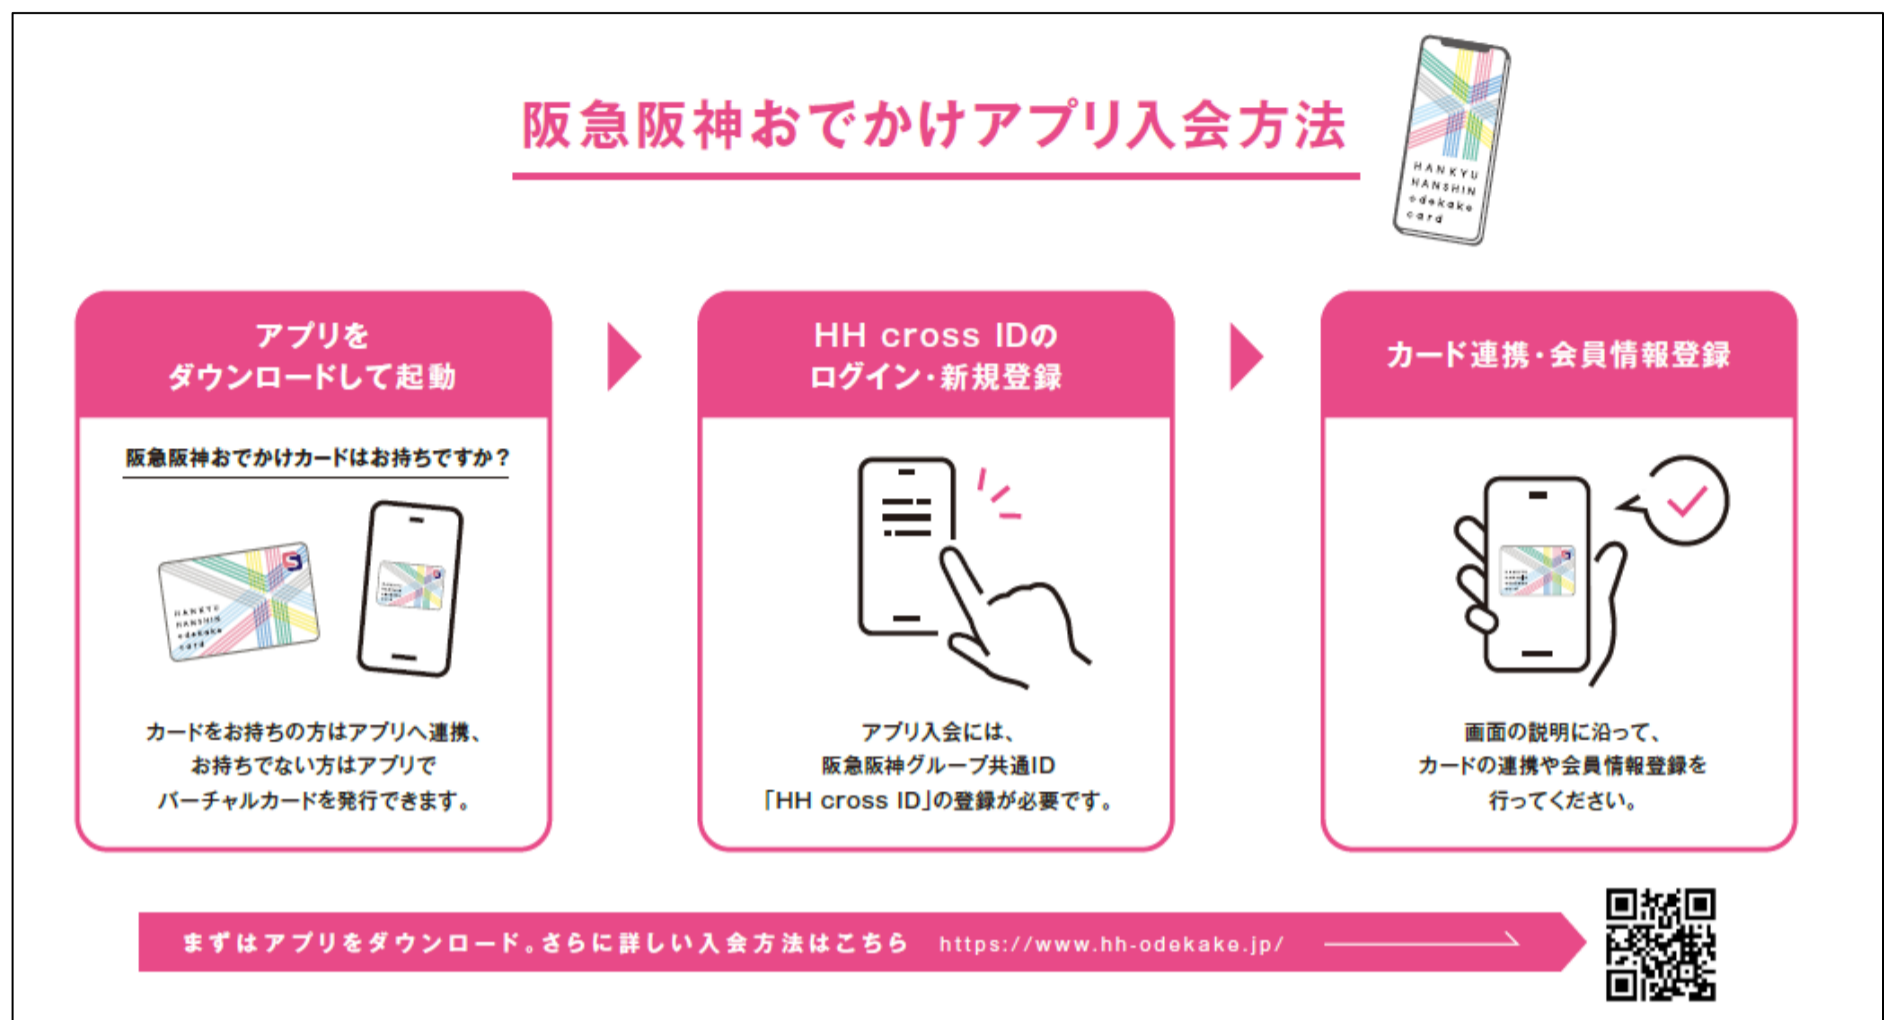 阪急阪神おでかけアプリ入会方法
HANKYU
HANSHIN
odekake
card
アプリを
ダウンロードして起動
阪急阪神おでかけカードはお持ちですか？
HANKYU
HANSHIN
odekake
card
カードをお持ちの方はアプリへ連携、
お持ちでない方はアプリで
バーチャルカードを発行できます。
HH cross IDの
ログイン・新規登録
アプリ入会には、
阪急阪神グループ共通ID
「HH cross ID」の登録が必要です。
カード連携・会員情報登録
画面の説明に沿って、
カードの連携や会員情報登録を
行ってください。
まずはアプリをダウンロード。さらに詳しい入会方法はこちら https://www.hh-odekake.jp/